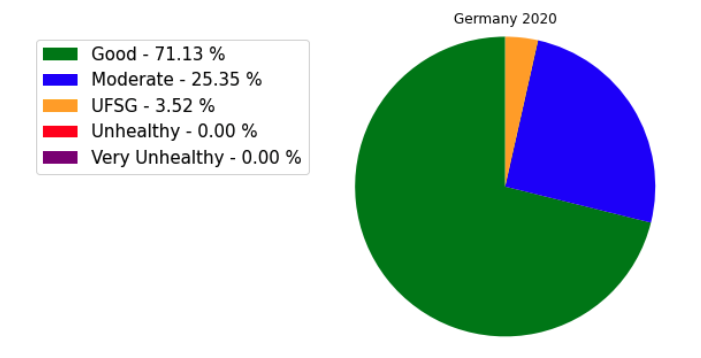 Germany 2020
Good - 71.13 %
Moderate - 25.35 %
UFSG - 3.52 %
Unhealthy - 0.00 %
Very Unhealthy - 0.00 %